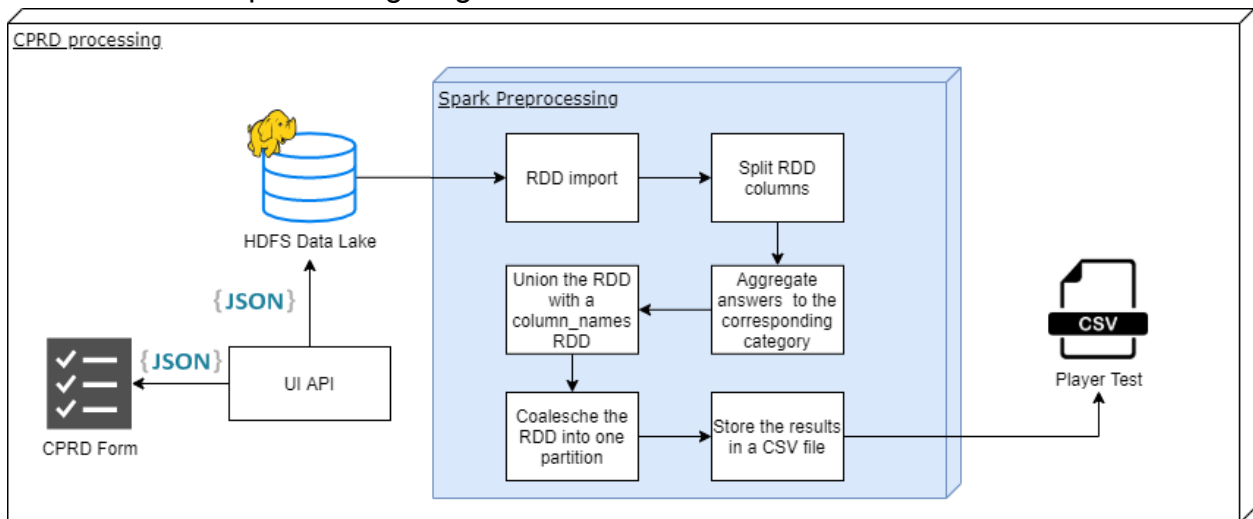 CPRD processing
Spark Preprocessing
RDD import
Split RDD
columns
HDFS Data Lake
Union the RDD
with a
column_names
RDD
Aggregate
answers to the
corresponding
category
{JSON}
CSV
Player Test
{JSON}
UI API
CPRD Form
Coalesche the
RDD into one
partition
Store the results
in a CSV file